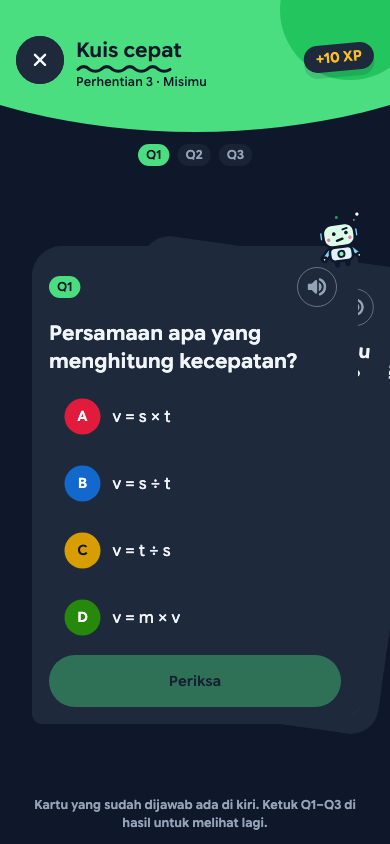 Kuis cepat
Perhentian 3 · Misimu
+10 XP
Q1 Q2 Q3
Q1
Persamaan apa yang
menghitung kecepatan?
A v = s × t
B v = s ÷ t
C v = t ÷ s
D v = m × v
Periksa
Kartu yang sudah dijawab ada di kiri. Ketuk Q1–Q3 di
hasil untuk melihat lagi.